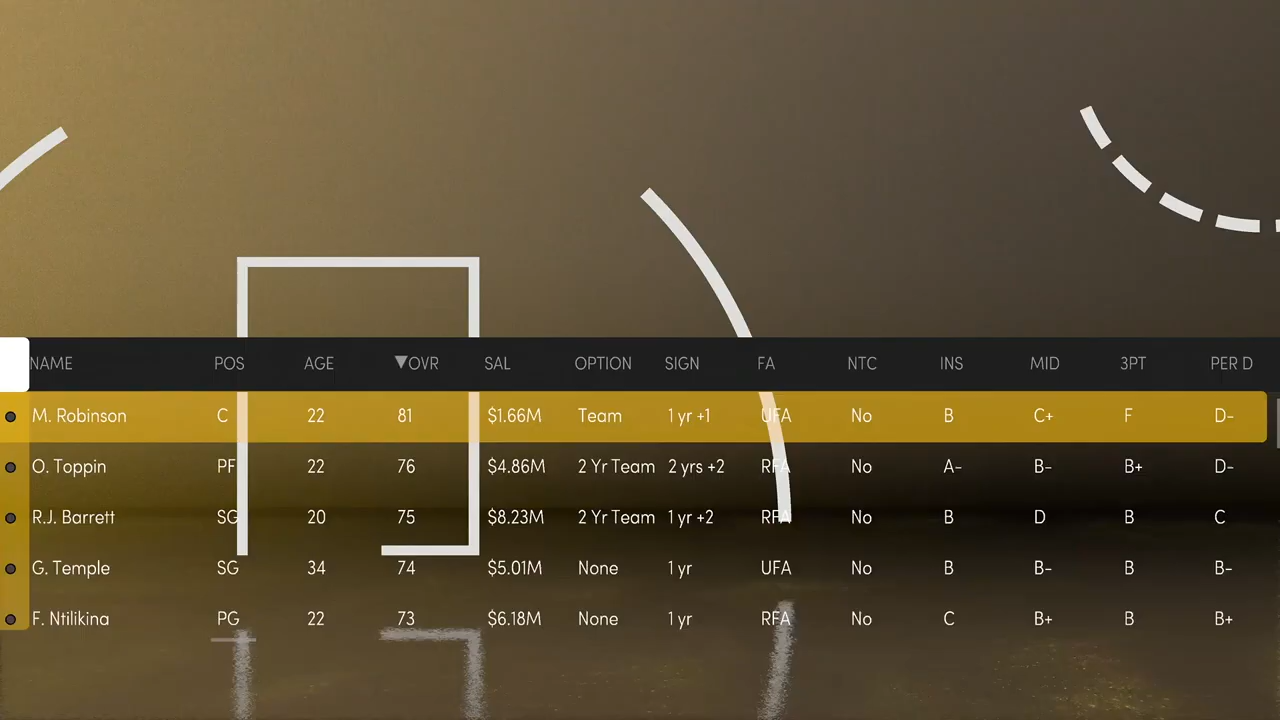 NAME POS AGE ▼OVR SAL OPTION SIGN FA NTC INS MID 3PT PER D
M. Robinson C 22 81 $1.66M Team 1 yr +1 UFA No B C+ F D-
O. Toppin PF 22 76 $4.86M 2 Yr Team 2 yrs +2 RFA No A- B- B+ D-
R.J. Barrett SG 20 75 $8.23M 2 Yr Team 1 yr +2 RFA No B D B C
G. Temple SG 34 74 $5.01M None 1 yr UFA No B B- B B-
F. Ntilikina PG 22 73 $6.18M None 1 yr RFA No C B+ B B+